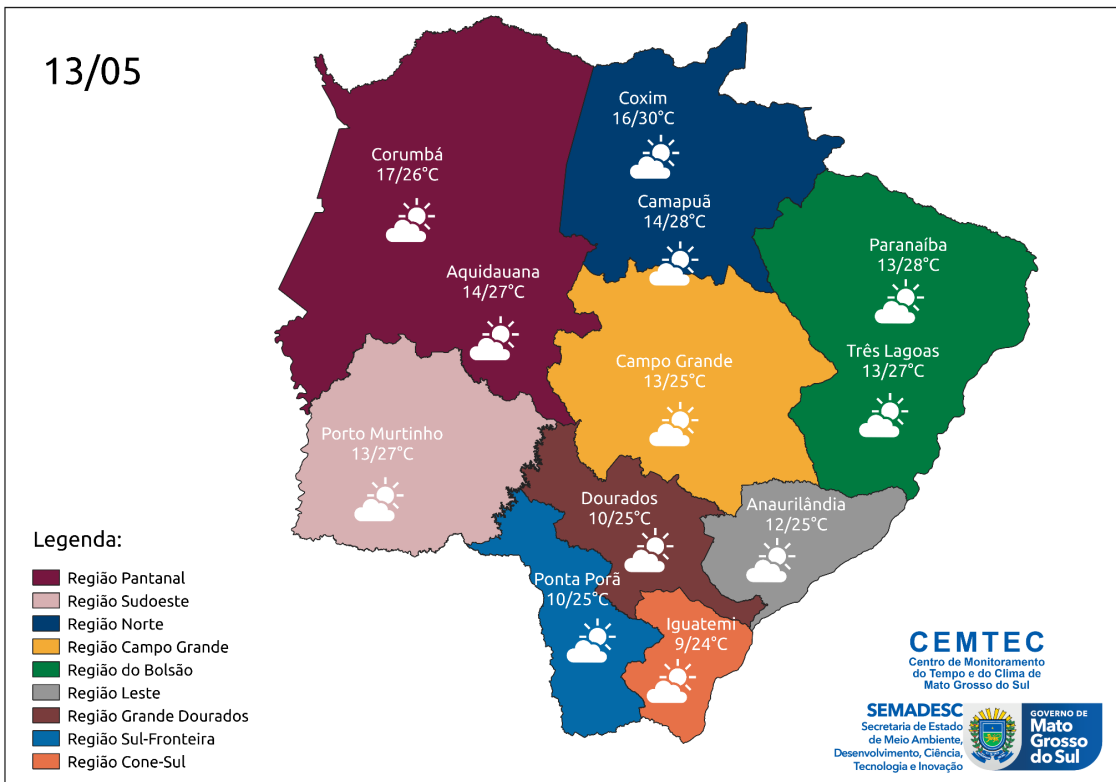 13/05
Coxim
16/30°C
Corumbá
17/26°C
Camapuã
14/28°C
Paranaíba
13/28°C
Aquidauana
14/27°C
Três Lagoas
13/27°C
Campo Grande
13/25°C
Porto Murtinho
13/27°C
Dourados
10/25°C
Anaurilândia
12/25°C
Ponta Porã
10/25°C
Iguatemi
9/24°C
Legenda:
Região Pantanal
Região Sudoeste
Região Norte
Região Campo Grande
Região do Bolsão
Região Leste
Região Grande Dourados
Região Sul-Fronteira
Região Cone-Sul
CEMTEC
Centro de Monitoramento
do Tempo e do Clima de
Mato Grosso do Sul
SEMADESC
Secretaria de Estado
de Meio Ambiente,
Desenvolvimento, Ciência,
Tecnologia e Inovação
GOVERNO DE
Mato
Grosso
do Sul